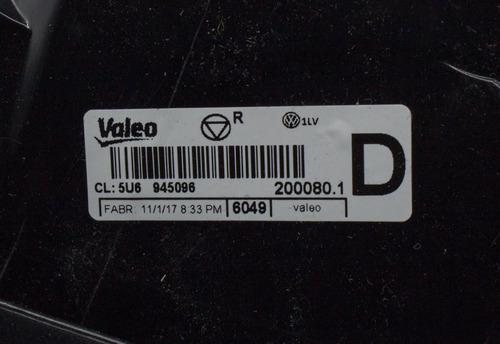 Valeo R 1LV
D
CL: 5U6 945096 200080.1
FABR: 11/1/17 8:33 PM 6049 valeo